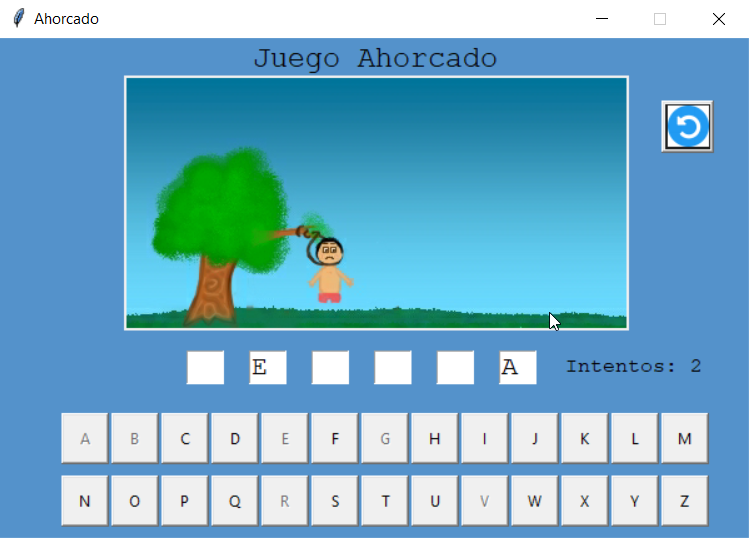 Ahorcado
Juego Ahorcado
E A Intentos: 2
A B C D E F G H I J K L M
N O P Q R S T U V W X Y Z